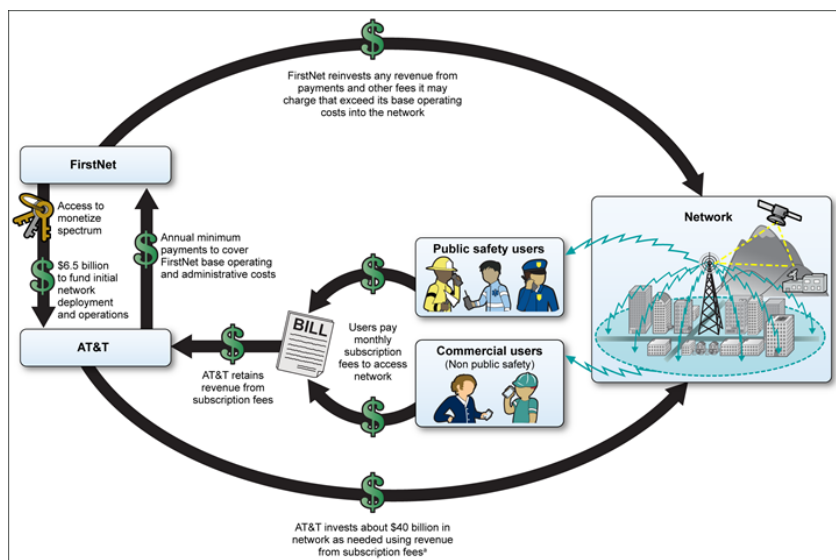 FirstNet reinvests any revenue from
payments and other fees it may
charge that exceed its base operating
costs into the network
FirstNet
Access to
monetize
spectrum
$6.5 billion
to fund initial
network
deployment
and operations
Annual minimum
payments to cover
FirstNet base operating
and administrative costs
AT&T
AT&T retains
revenue from
subscription fees
BILL
Users pay
monthly
subscription
fees to access
network
Public safety users
Commercial users
(Non public safety)
Network
AT&T invests about $40 billion in
network as needed using revenue
from subscription feesᵃ